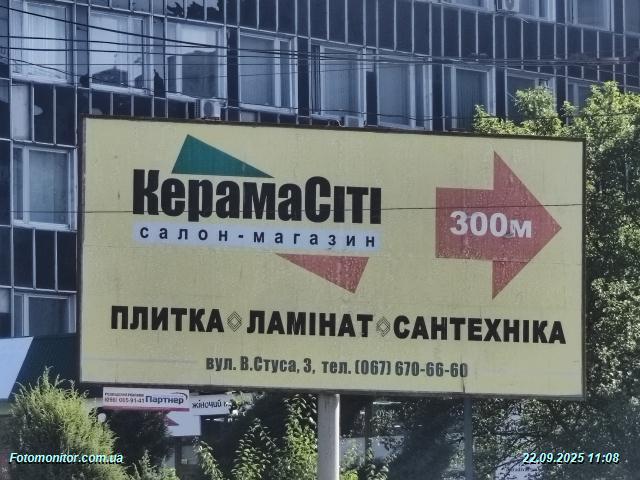 КерамаСіті
салон-магазин
300м
ПЛИТКА ЛАМІНАТ САНТЕХНІКА
вул. В.Стуса, 3, тел. (067) 670-66-60
Партнер
жіночий
Fotomonitor.com.ua
22.09.2025 11:08